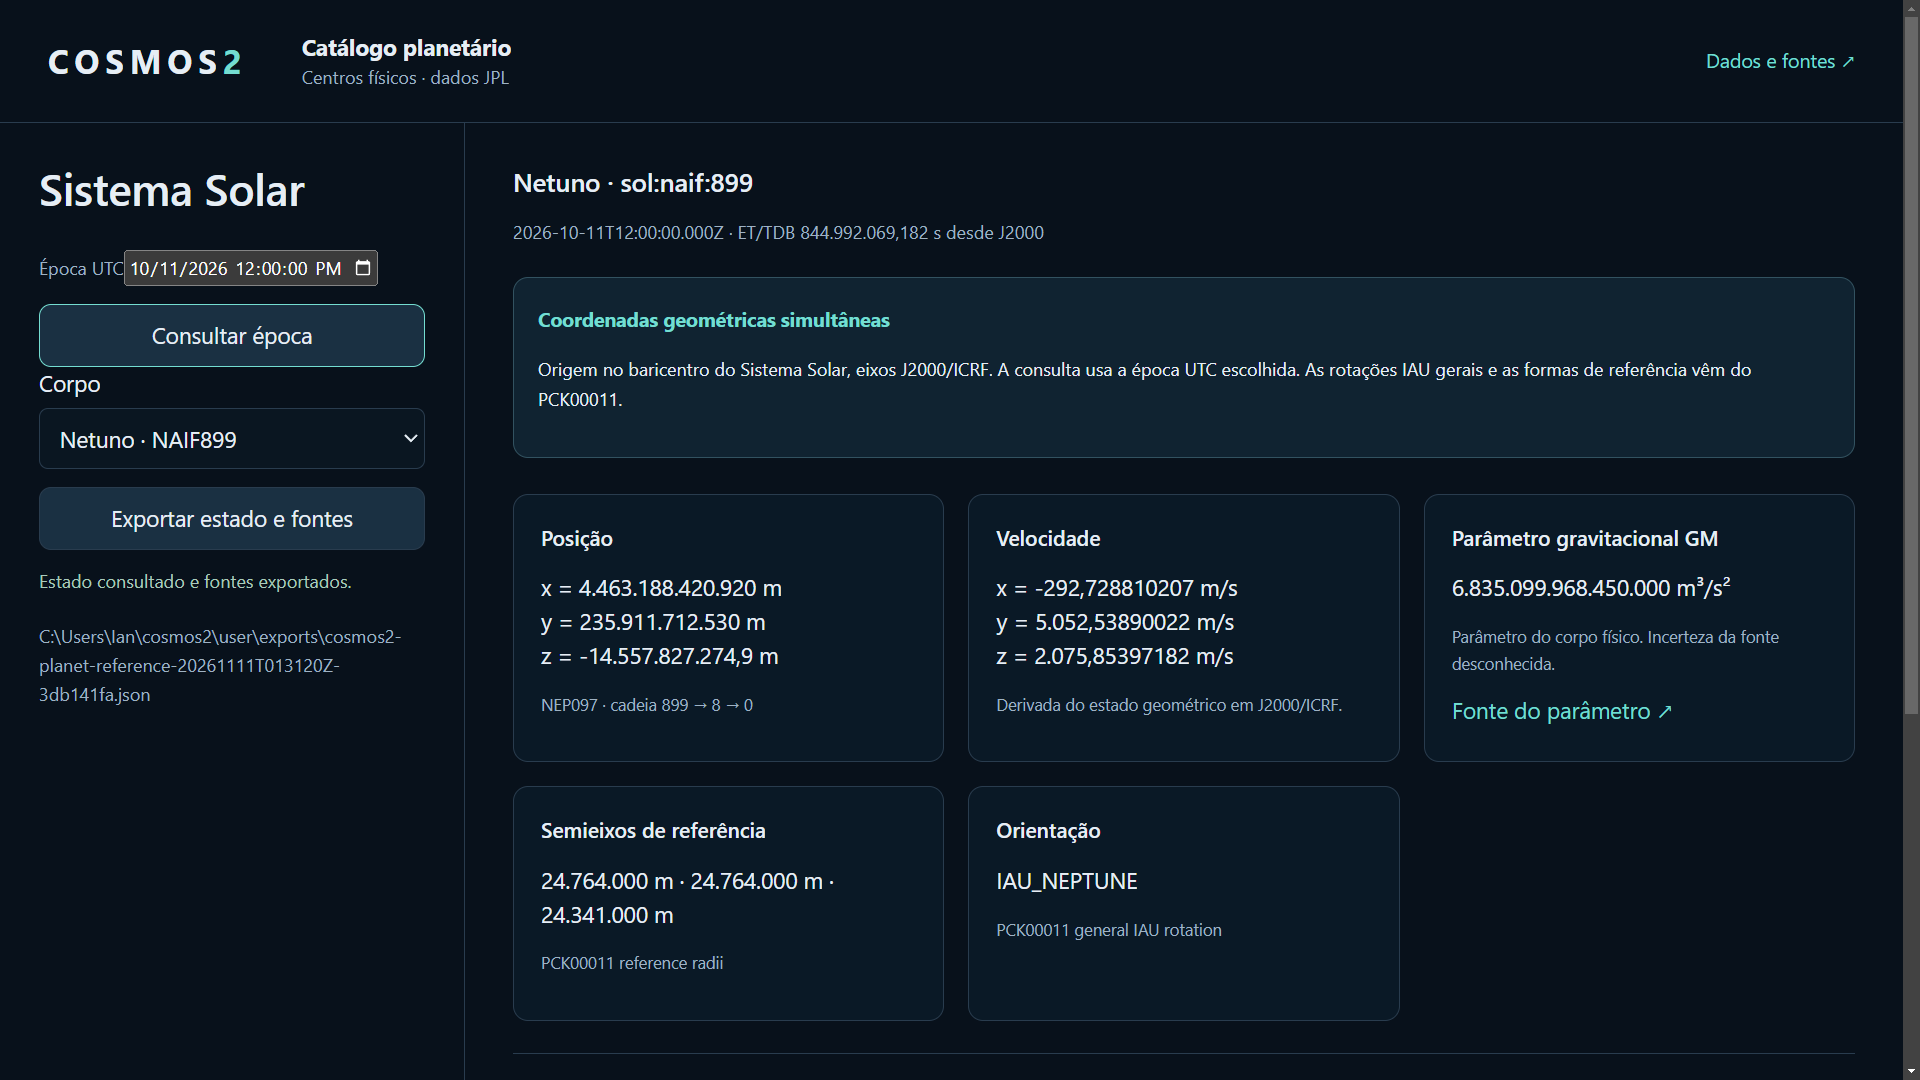 COSMOS2
Catálogo planetário
Centros físicos · dados JPL
Dados e fontes ↗
Sistema Solar
Época UTC 10/11/2026 12:00:00 PM
Consultar época
Corpo
Netuno · NAIF899
Exportar estado e fontes
Estado consultado e fontes exportados.
C:\Users\Ian\cosmos2\user\exports\cosmos2-
planet-reference-20261111T013120Z-
3db141fa.json
Netuno · sol:naif:899
2026-10-11T12:00:00.000Z · ET/TDB 844.992.069,182 s desde J2000
Coordenadas geométricas simultâneas
Origem no baricentro do Sistema Solar, eixos J2000/ICRF. A consulta usa a época UTC escolhida. As rotações IAU gerais e as formas de referência vêm do
PCK00011.
Posição
x = 4.463.188.420.920 m
y = 235.911.712.530 m
z = -14.557.827.274,9 m
NEP097 · cadeia 899 → 8 → 0
Velocidade
x = -292,728810207 m/s
y = 5.052,53890022 m/s
z = 2.075,85397182 m/s
Derivada do estado geométrico em J2000/ICRF.
Parâmetro gravitacional GM
6.835.099.968.450.000 m³/s²
Parâmetro do corpo físico. Incerteza da fonte
desconhecida.
Fonte do parâmetro ↗
Semieixos de referência
24.764.000 m · 24.764.000 m ·
24.341.000 m
PCK00011 reference radii
Orientação
IAU_NEPTUNE
PCK00011 general IAU rotation